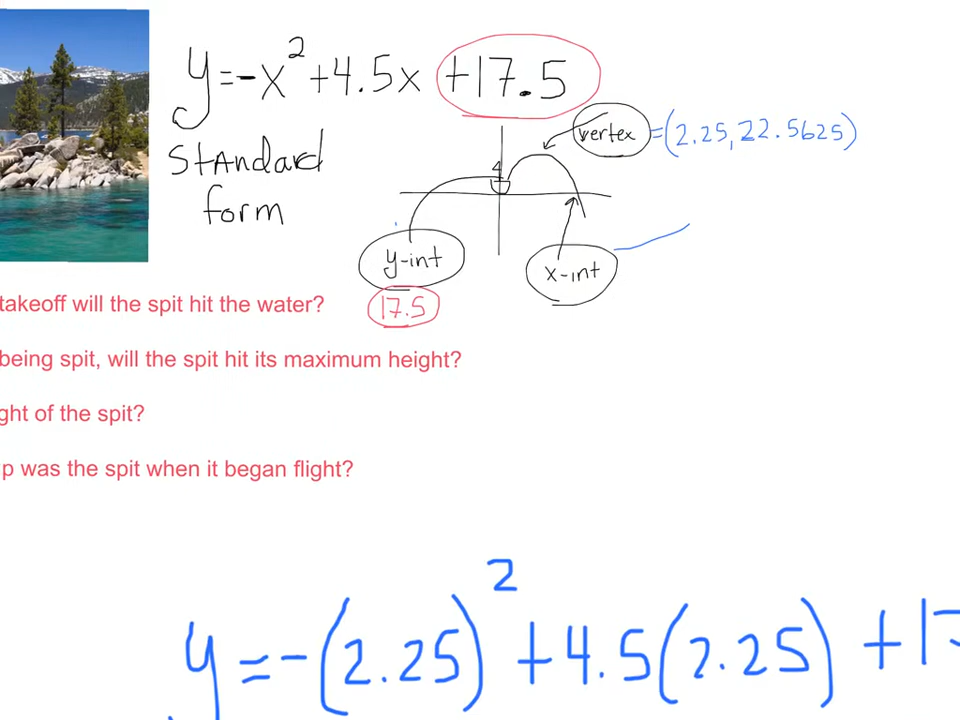 y=-x²+4.5x+17.5
Standard
form
vertex =(2.25,22.5625)
y-int
x-int
17.5
takeoff will the spit hit the water?
being spit, will the spit hit its maximum height?
ght of the spit?
p was the spit when it began flight?
y=-(2.25)²+4.5(2.25)+17